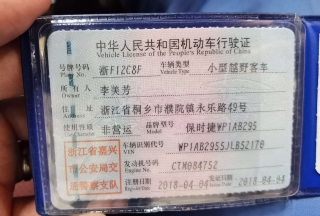 中华人民共和国机动车行驶证
Vehicle License of the People's Republic of China
号牌号码 浙F1ZC8F 车辆类型 小型越野客车
Plate No. Vehicle Type
所有人 李美芳
Owner
住址 浙江省桐乡市濮院镇永乐路49号
Address
使用性质 非营运 品牌型号 保时捷WP1AB295
Use Character Model
浙江省嘉兴 车辆识别代号 WP1AB2955JLB52170
VIN
市公安局交 发动机号码 CTM084752
Engine No.
通警察支队 注册日期 2018-04-04 发证日期 2018-04-04
Register Date Issue Date